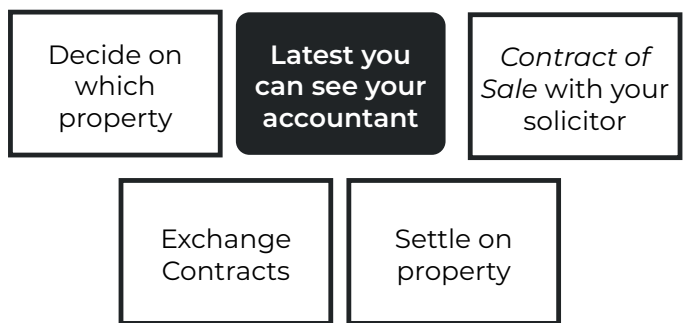 Decide on
which
property
Latest you
can see your
accountant
Contract of
Sale with your
solicitor
Exchange
Contracts
Settle on
property